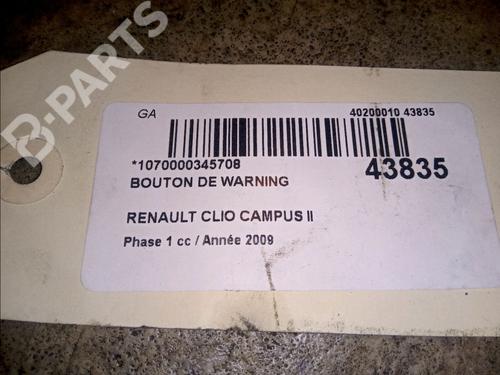 GA 40200010 43835
*1070000345708 43835
BOUTON DE WARNING
RENAULT CLIO CAMPUS II
Phase 1 cc / Année 2009
B-PARTS